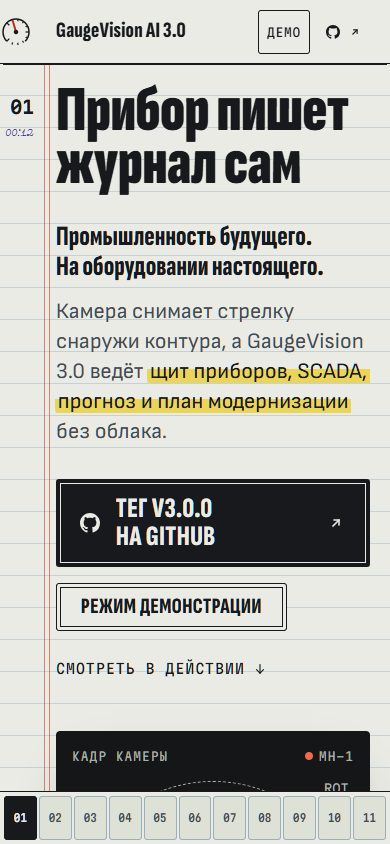 GaugeVision AI 3.0
ДЕМО
↗
01
00:12
Прибор пишет
журнал сам
Промышленность будущего.
На оборудовании настоящего.
Камера снимает стрелку
снаружи контура, а GaugeVision
3.0 ведёт щит приборов, SCADA,
прогноз и план модернизации
без облака.
ТЕГ V3.0.0
НА GITHUB
↗
РЕЖИМ ДЕМОНСТРАЦИИ
СМОТРЕТЬ В ДЕЙСТВИИ ↓
КАДР КАМЕРЫ
МН-1
ROT
01 02 03 04 05 06 07 08 09 10 11